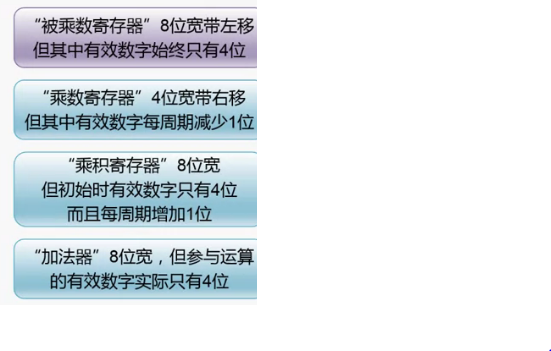 “被乘数寄存器”8位宽带左移
但其中有效数字始终只有4位
“乘数寄存器”4位宽带右移
但其中有效数字每周期减少1位
“乘积寄存器”8位宽
但初始时有效数字只有4位
而且每周期增加1位
“加法器”8位宽，但参与运算
的有效数字实际只有4位